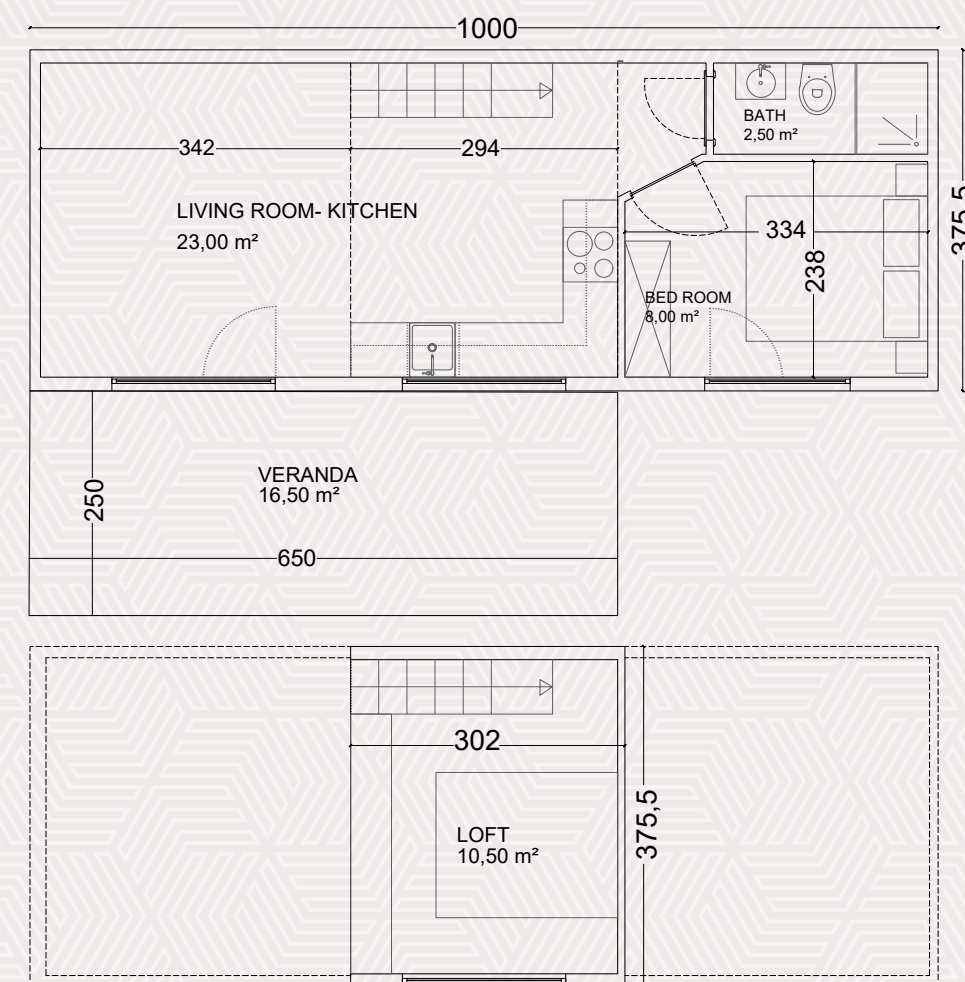 1000
BATH
2,50 m²
342
294
375,5
LIVING ROOM- KITCHEN
23,00 m²
334
238
BED ROOM
8,00 m²
VERANDA
16,50 m²
250
650
302
LOFT
10,50 m²
375,5